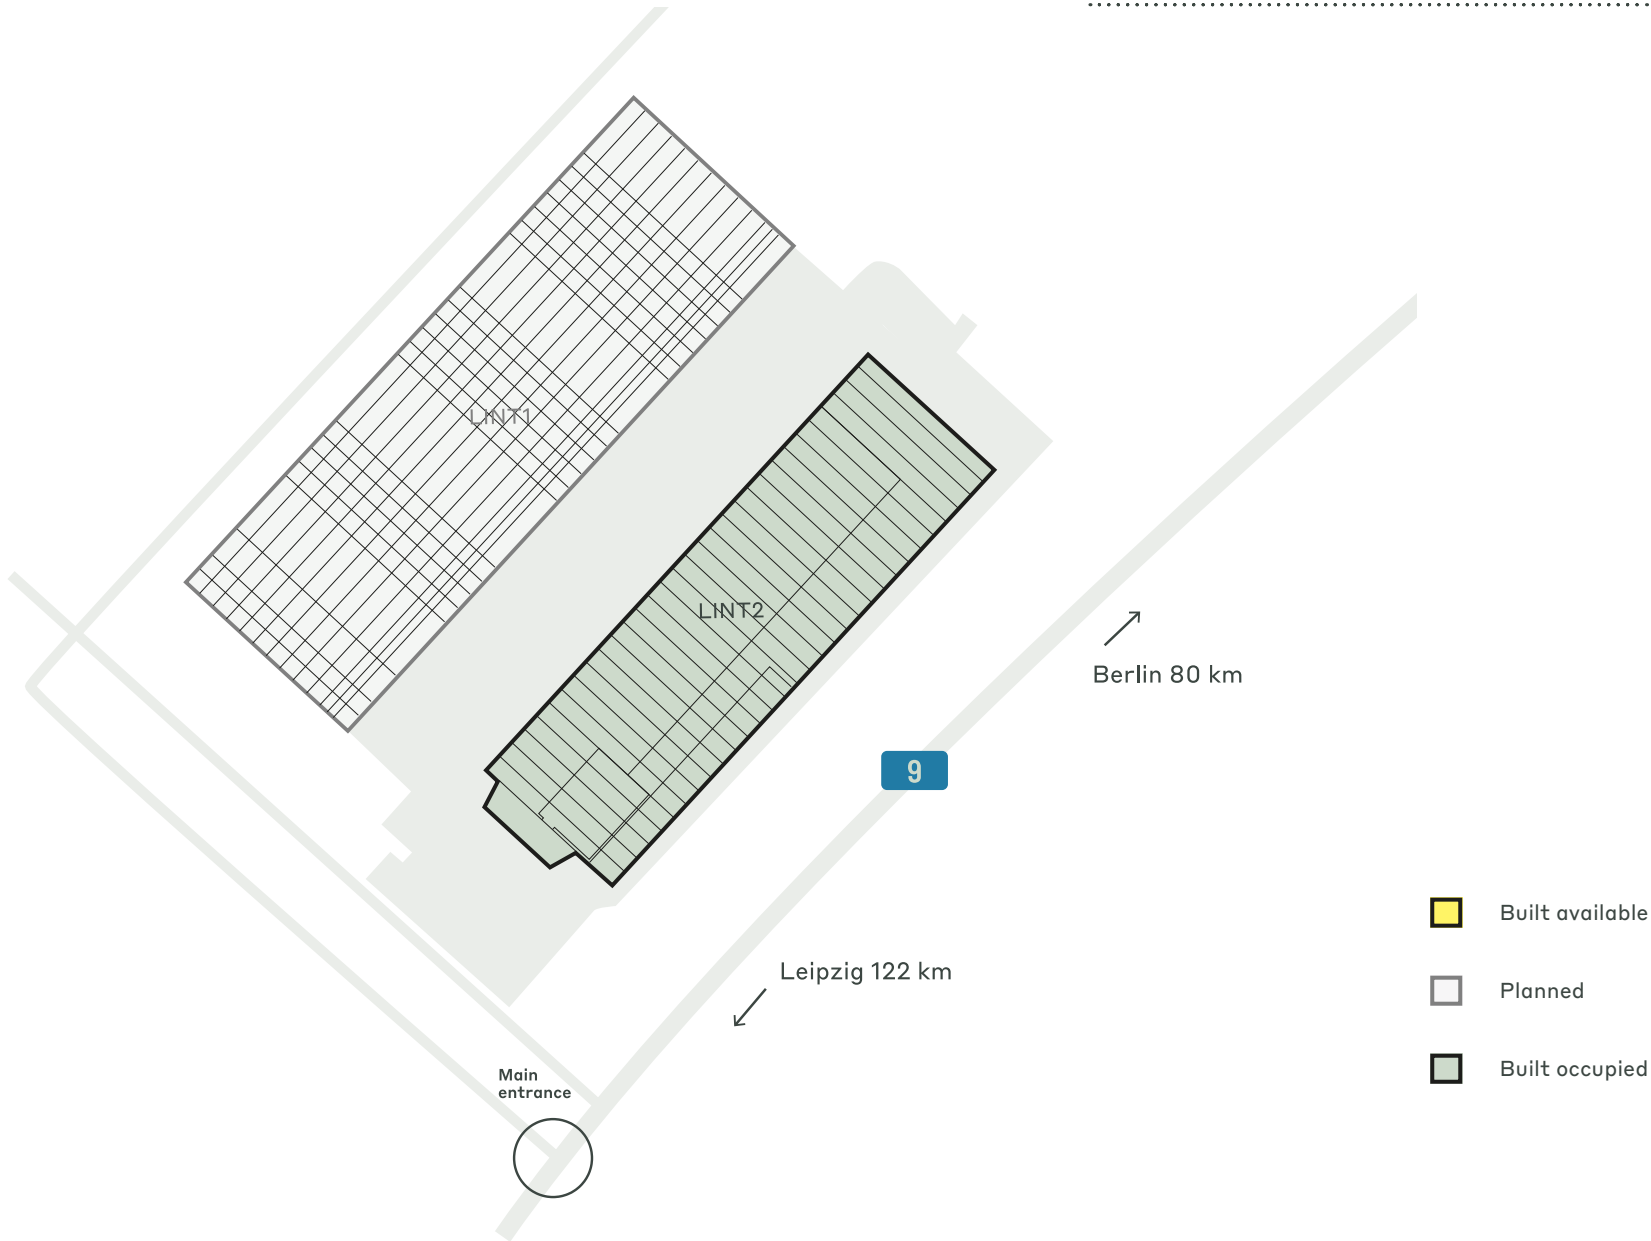 LINT1
LINT2
Berlin 80 km
9
Built available
Leipzig 122 km
Planned
Built occupied
Main
entrance